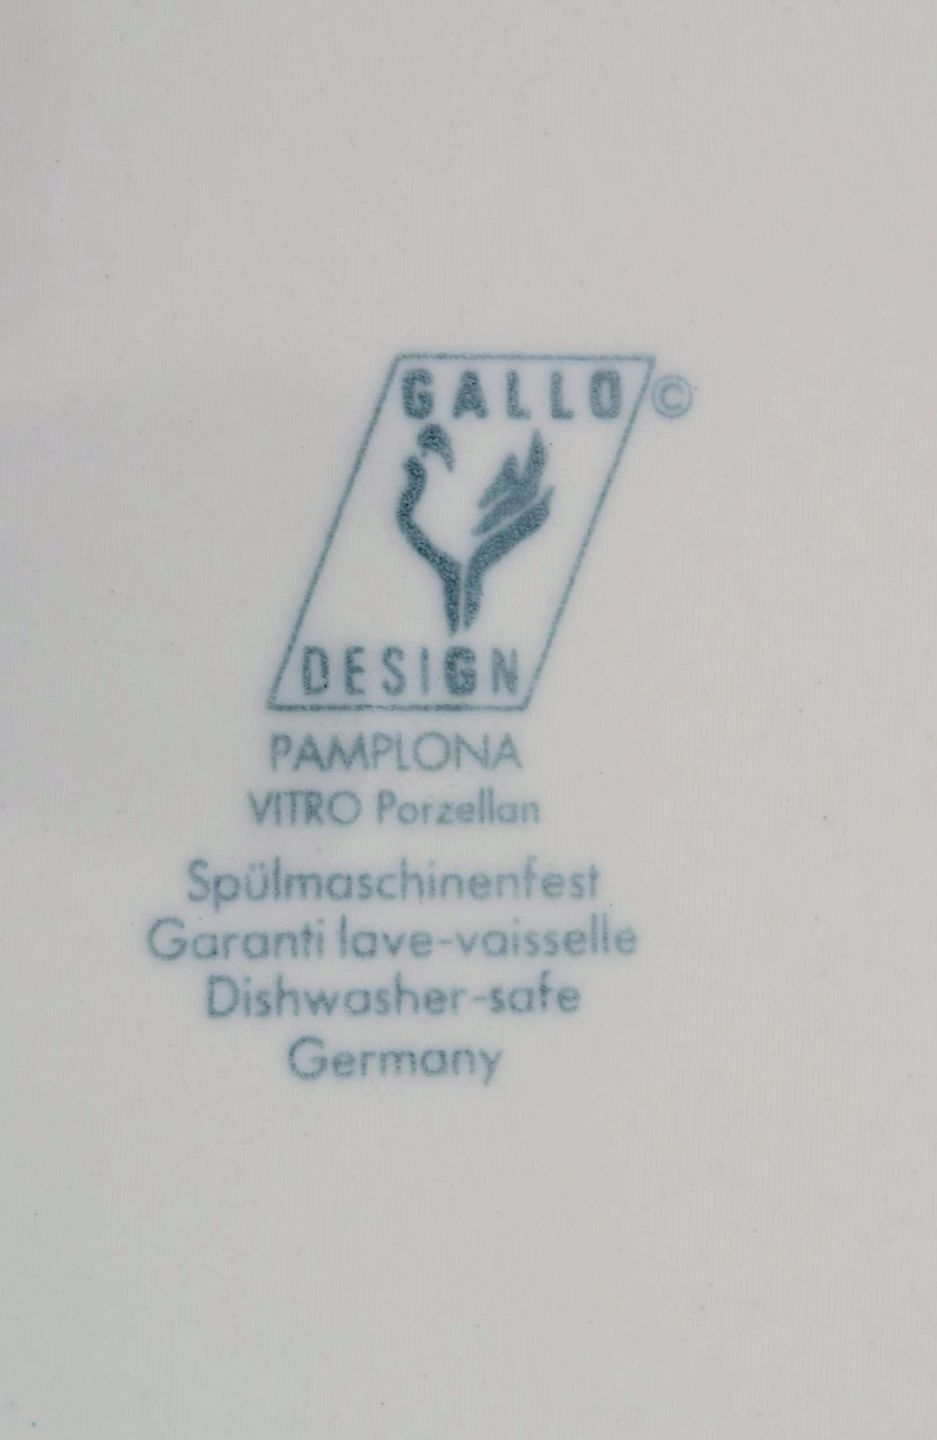 GALLO ©
DESIGN
PAMPLONA
VITRO Porzellan
Spülmaschinenfest
Garanti lave-vaisselle
Dishwasher-safe
Germany